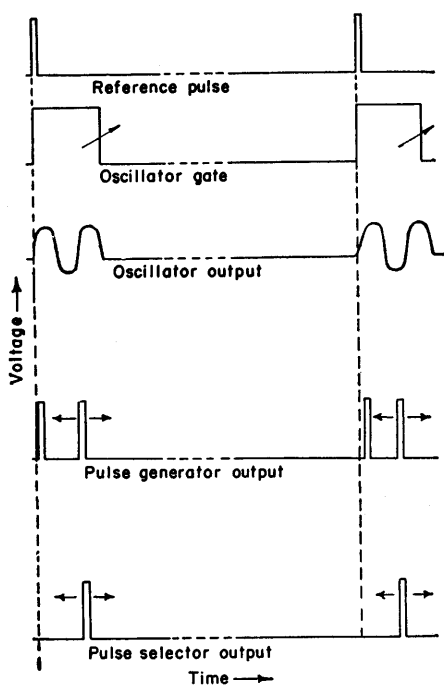 Reference pulse
Oscillator gate
Oscillator output
Voltage
Pulse generator output
Pulse selector output
Time